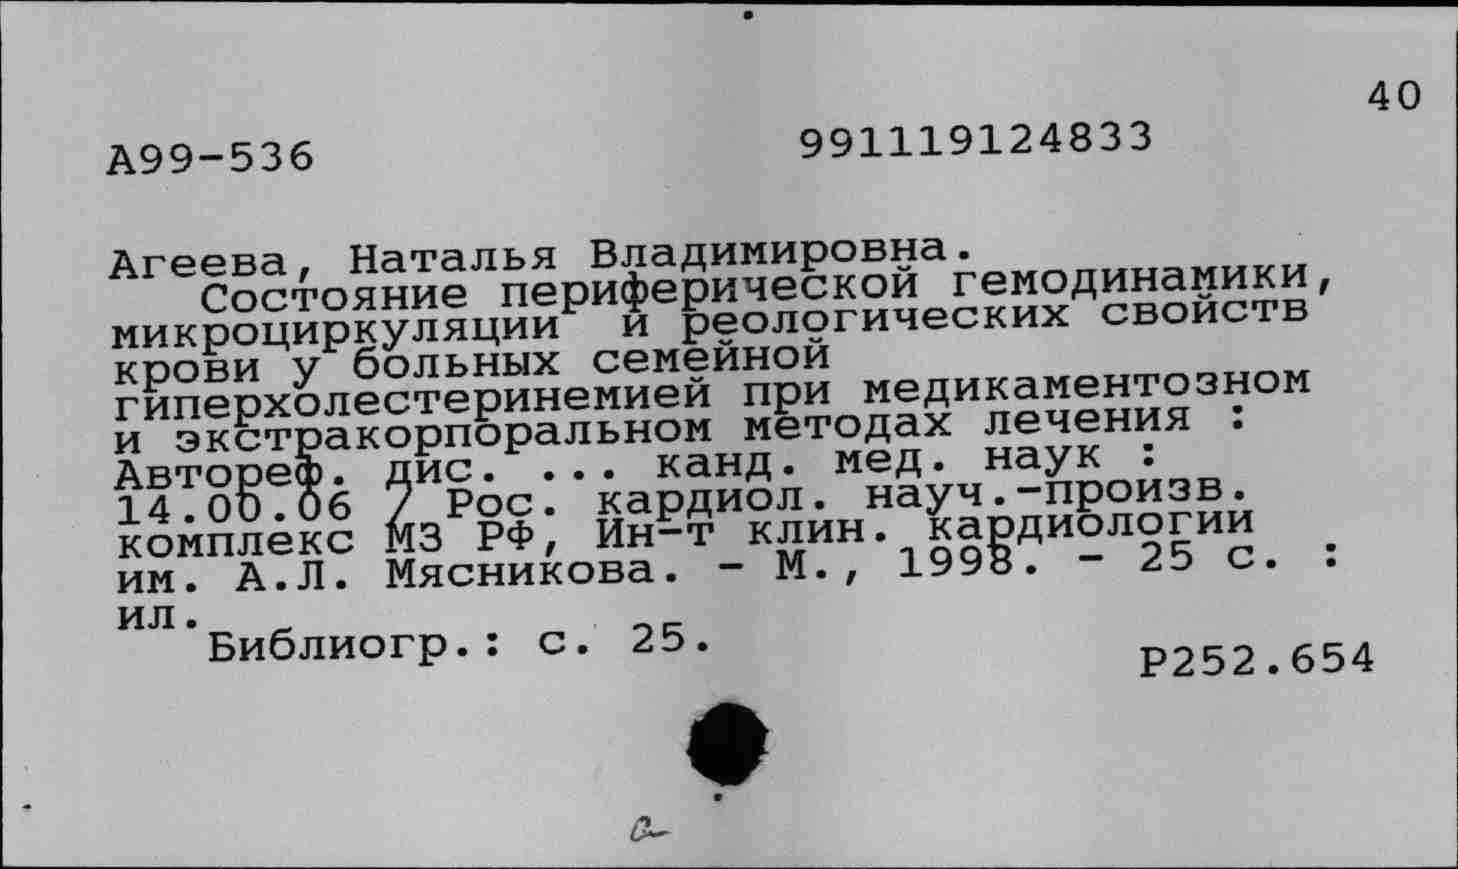 40
А99-536 991119124833
Агеева, Наталья Владимировна.
Состояние периферической гемодинамики,
микроциркуляции и реологических свойств
крови у больных семейной
гиперхолестеринемией при медикаментозном
и экстракорпоральном методах лечения :
Автореф. дис. ... канд. мед. наук :
14.00.06 / Рос. кардиол. науч.-произв.
комплекс МЗ РФ, Ин-т клин. кардиологии
им. А.Л. Мясникова. - М., 1998. - 25 с. :
ил.
Библиогр.: с. 25.
Р252.654